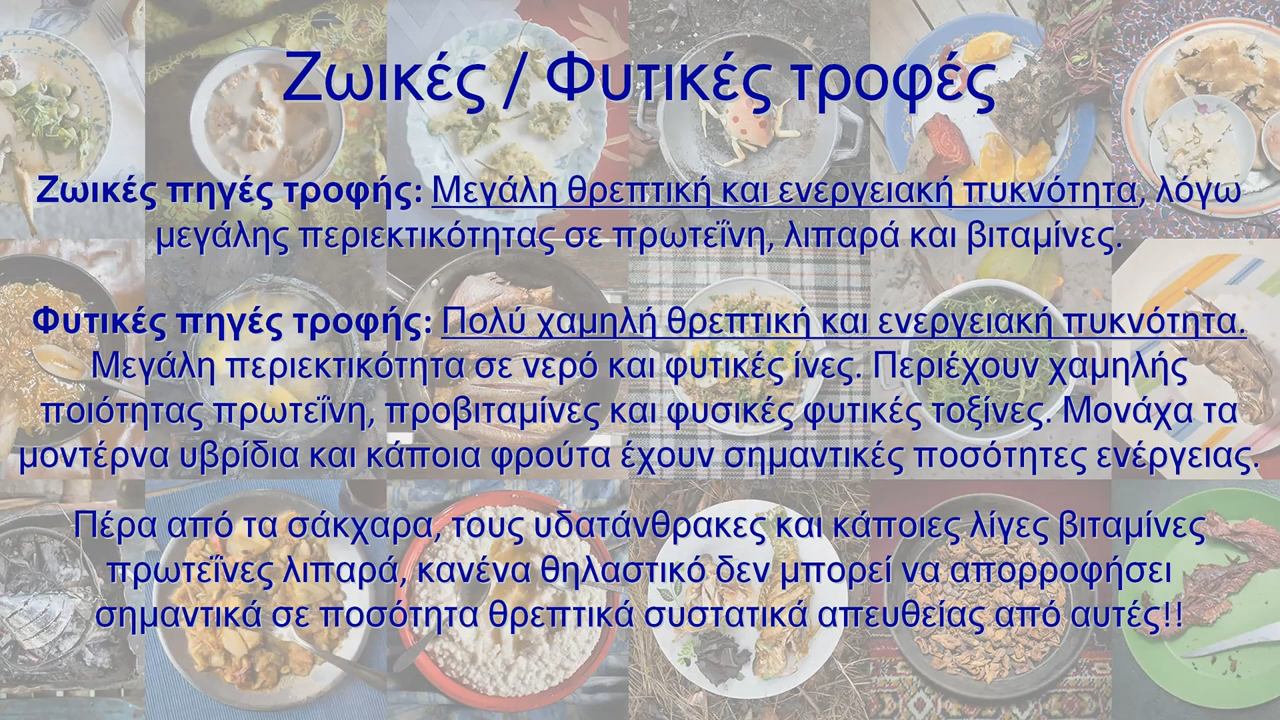 Ζωικές / Φυτικές τροφές
Ζωικές πηγές τροφής: Μεγάλη θρεπτική και ενεργειακή πυκνότητα, λόγω
μεγάλης περιεκτικότητας σε πρωτεΐνη, λιπαρά και βιταμίνες.
Φυτικές πηγές τροφής: Πολύ χαμηλή θρεπτική και ενεργειακή πυκνότητα.
Μεγάλη περιεκτικότητα σε νερό και φυτικές ίνες. Περιέχουν χαμηλής
ποιότητας πρωτεΐνη, προβιταμίνες και φυσικές φυτικές τοξίνες. Μονάχα τα
μοντέρνα υβρίδια και κάποια φρούτα έχουν σημαντικές ποσότητες ενέργειας.
Πέρα από τα σάκχαρα, τους υδατάνθρακες και κάποιες λίγες βιταμίνες
πρωτεΐνες λιπαρά, κανένα θηλαστικό δεν μπορεί να απορροφήσει
σημαντικά σε ποσότητα θρεπτικά συστατικά απευθείας από αυτές!!